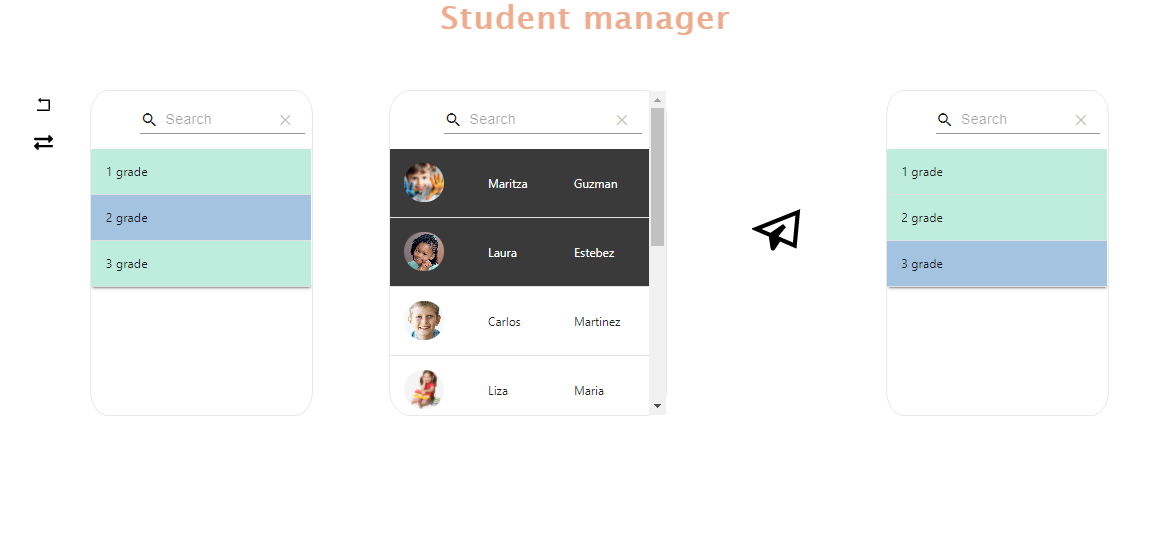 Student manager
Search
1 grade
2 grade
3 grade
Search
Maritza Guzman
Laura Estebez
Carlos Martinez
Liza Maria
Search
1 grade
2 grade
3 grade